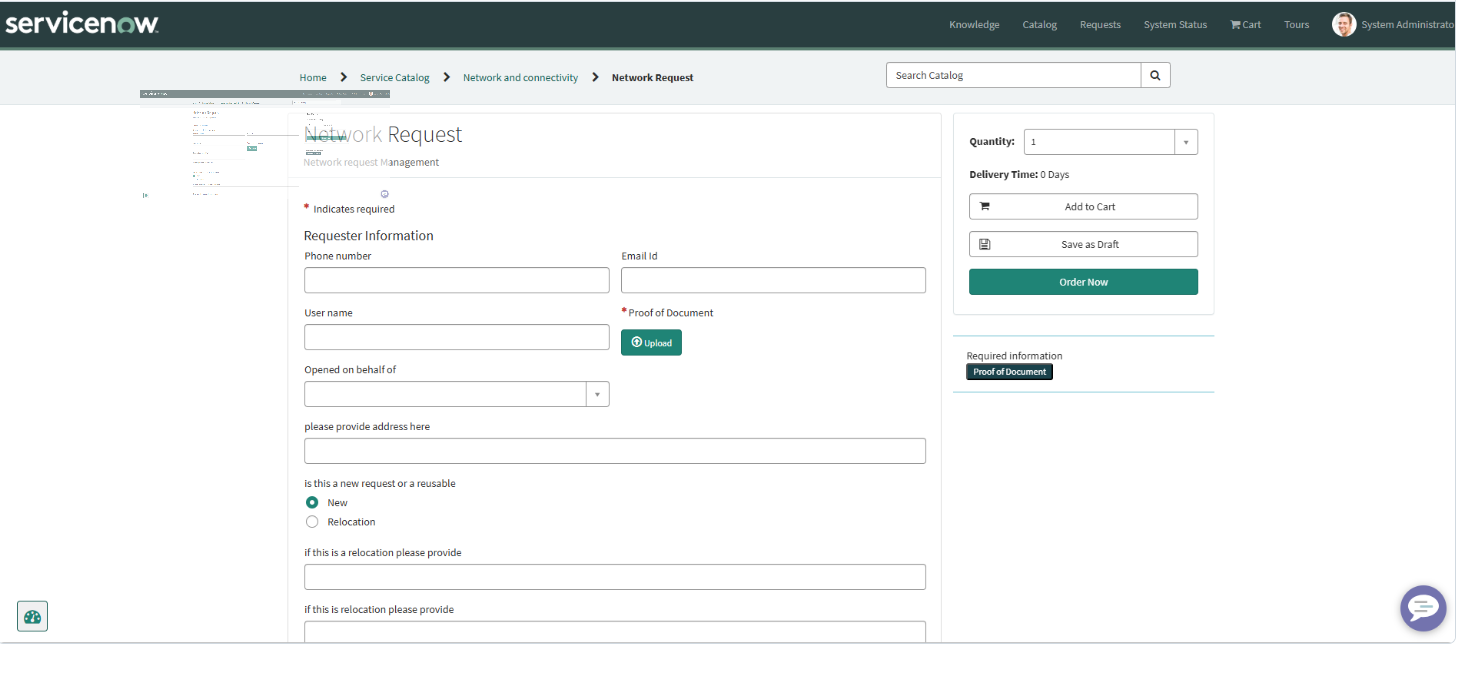 servicenow
Knowledge Catalog Requests System Status Cart Tours System Administrato
Home Service Catalog Network and connectivity Network Request
Search Catalog
Network Request
Network request Management
* Indicates required
Requester Information
Phone number Email Id
User name * Proof of Document
Upload
Opened on behalf of
please provide address here
is this a new request or a reusable
New
Relocation
if this is a relocation please provide
if this is relocation please provide
Quantity: 1
Delivery Time: 0 Days
Add to Cart
Save as Draft
Order Now
Required information
Proof of Document